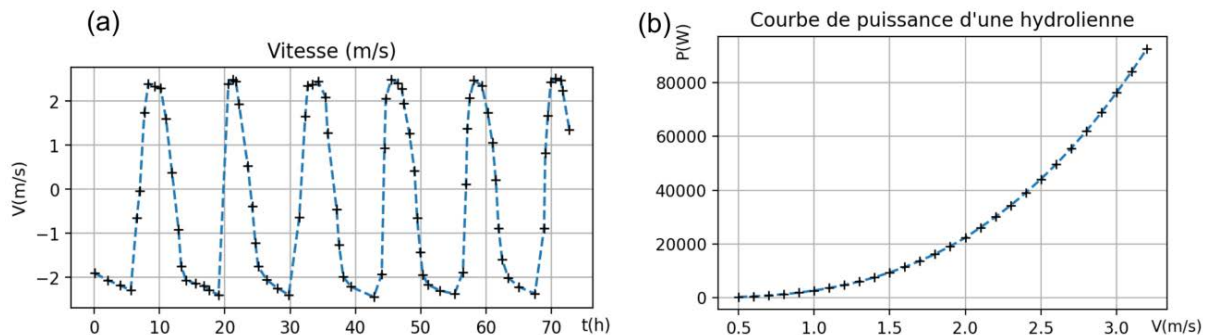 (a)
Vitesse (m/s)
V(m/s)
2
1
0
−1
−2
0 10 20 30 40 50 60 70 t(h)
(b)
Courbe de puissance d'une hydrolienne
P(W)
80000
60000
40000
20000
0
0.5 1.0 1.5 2.0 2.5 3.0 V(m/s)